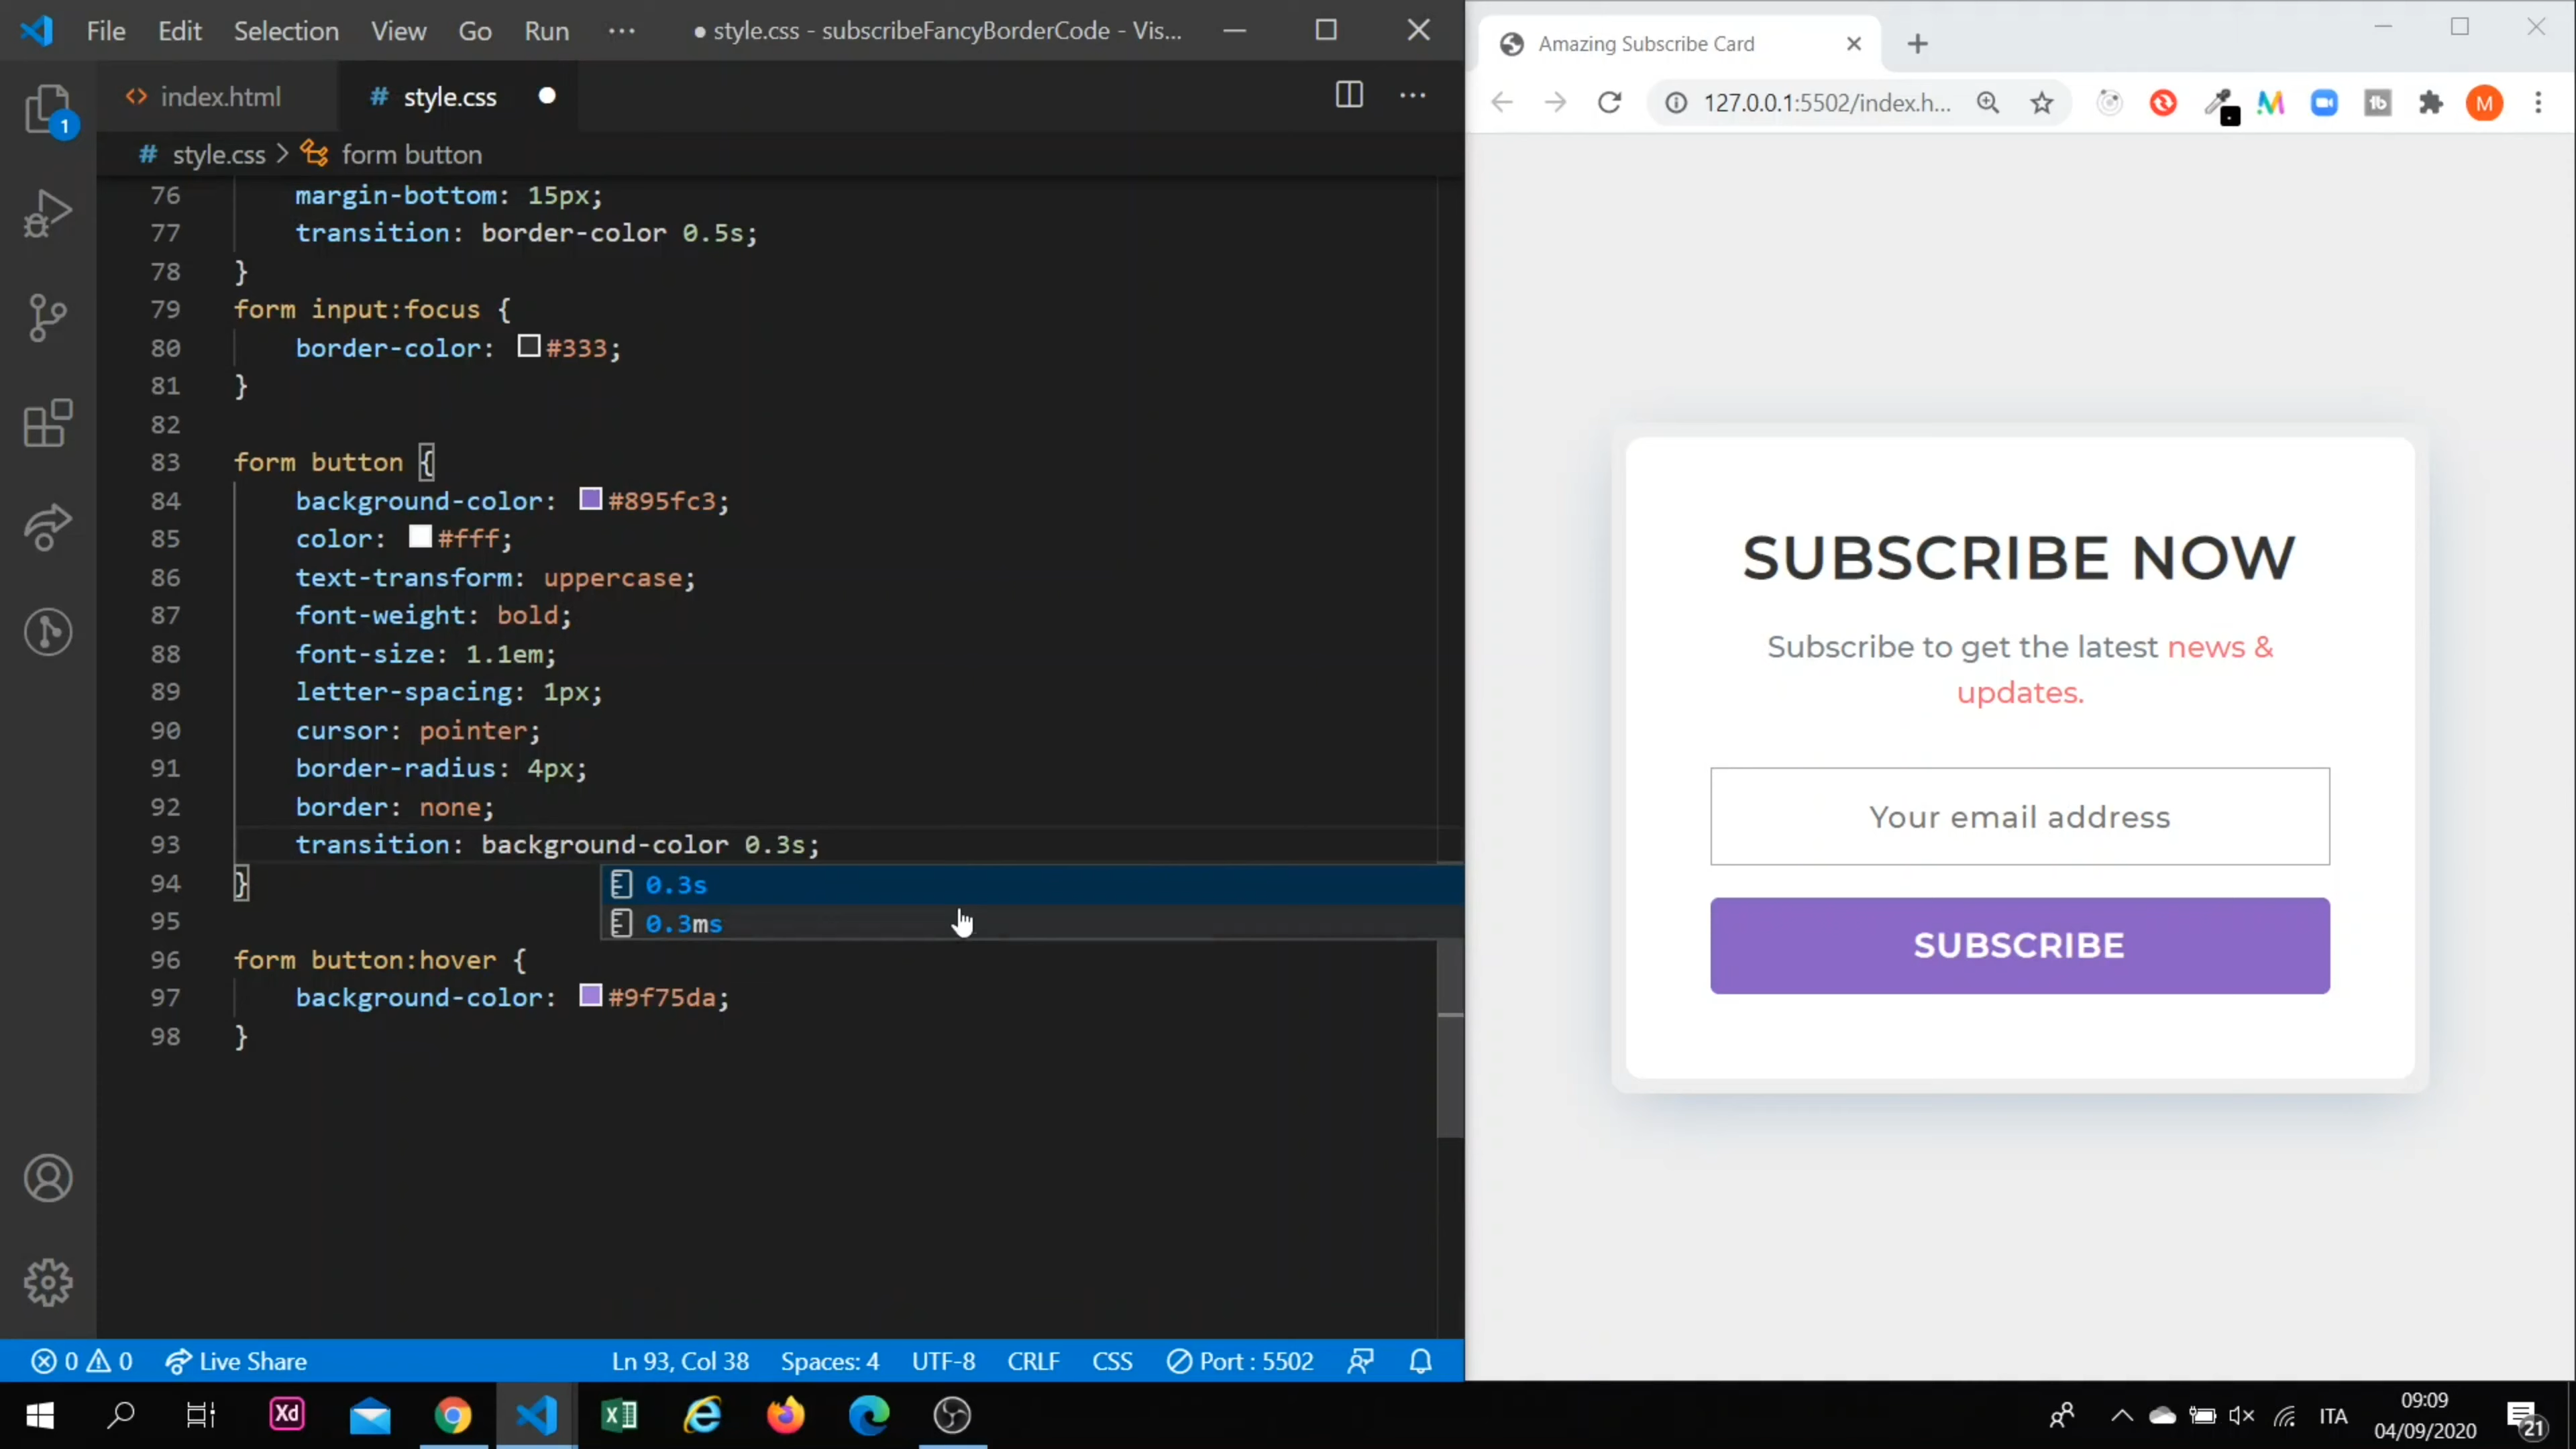 File Edit Selection View Go Run ··· ● style.css - subscribeFancyBorderCode - Vis...
index.html # style.css ●
# style.css > form button
76 margin-bottom: 15px;
77 transition: border-color 0.5s;
78 }
79 form input:focus {
80 border-color: #333;
81 }
82
83 form button {
84 background-color: #895fc3;
85 color: #fff;
86 text-transform: uppercase;
87 font-weight: bold;
88 font-size: 1.1em;
89 letter-spacing: 1px;
90 cursor: pointer;
91 border-radius: 4px;
92 border: none;
93 transition: background-color 0.3s;
0.3s
94 }
0.3ms
95
96 form button:hover {
97 background-color: #9f75da;
98 }
1
0 0 Live Share Ln 93, Col 38 Spaces: 4 UTF-8 CRLF CSS Port : 5502
Amazing Subscribe Card
127.0.0.1:5502/index.h...
M
SUBSCRIBE NOW
Subscribe to get the latest news &
updates.
Your email address
SUBSCRIBE
Xd
ITA
09:09
04/09/2020
21